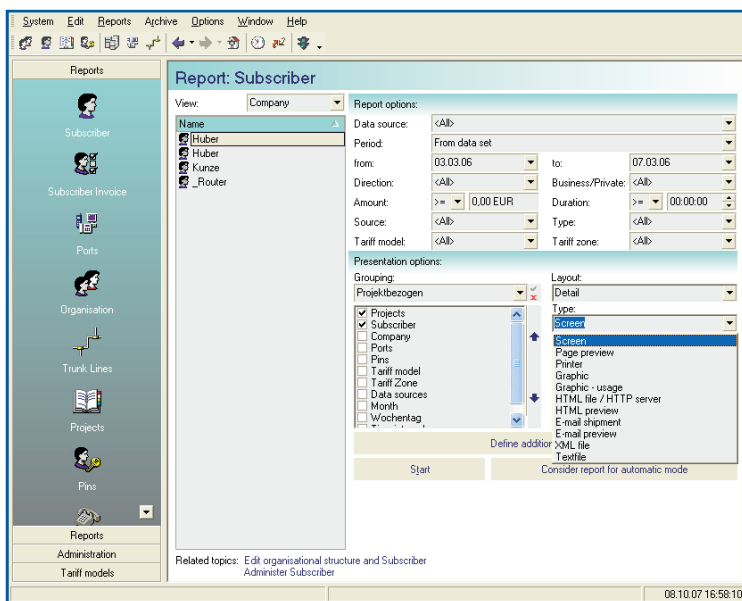 System Edit Reports Archive Options Window Help
Reports
Subscriber
Subscriber Invoice
Ports
Organisation
Trunk Lines
Projects
Pins
Reports
Administration
Tariff models
Report: Subscriber
View: Company
Name
Huber
Huber
Kunze
_Router
Related topics: Edit organisational structure and Subscriber
Administer Subscriber
Report options:
Data source: <All>
Period: From data set
from: 03.03.06 to: 07.03.06
Direction: <All> Business/Private: <All>
Amount: >= 0,00 EUR Duration: >= 00:00:00
Source: <All> Type: <All>
Tariff model: <All> Tariff zone: <All>
Presentation options:
Grouping:
Projektbezogen
Projects
Subscriber
Company
Ports
Pins
Tariff model
Tariff Zone
Data sources
Month
Wochentag
Layout:
Detail
Type:
Screen
Screen
Page preview
Printer
Graphic
Graphic - usage
HTML file / HTTP server
HTML preview
E-mail shipment
E-mail preview
XML file
Textfile
Define addition
Start Consider report for automatic mode
08.10.07 16:58:10